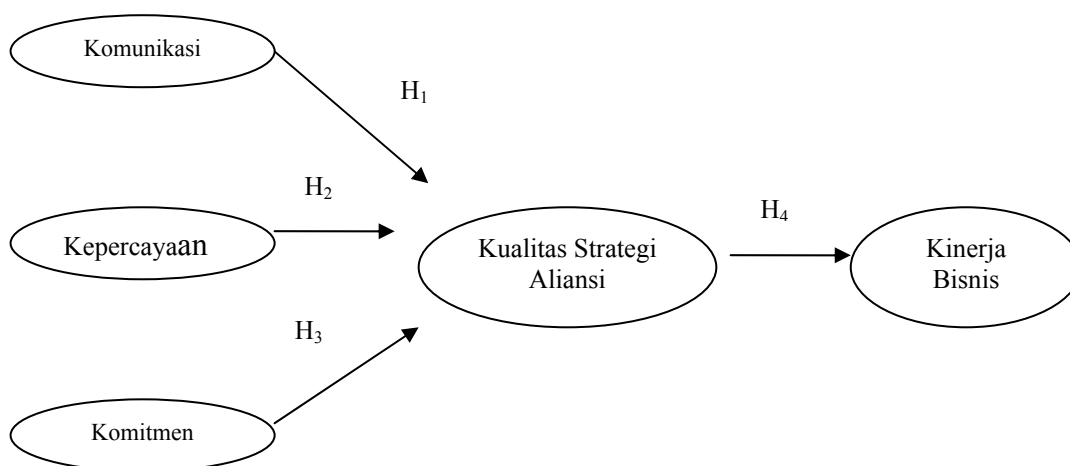 Komunikasi
H₁
H₂
Kepercayaan
Kualitas Strategi
Aliansi
H₄
Kinerja
Bisnis
H₃
Komitmen